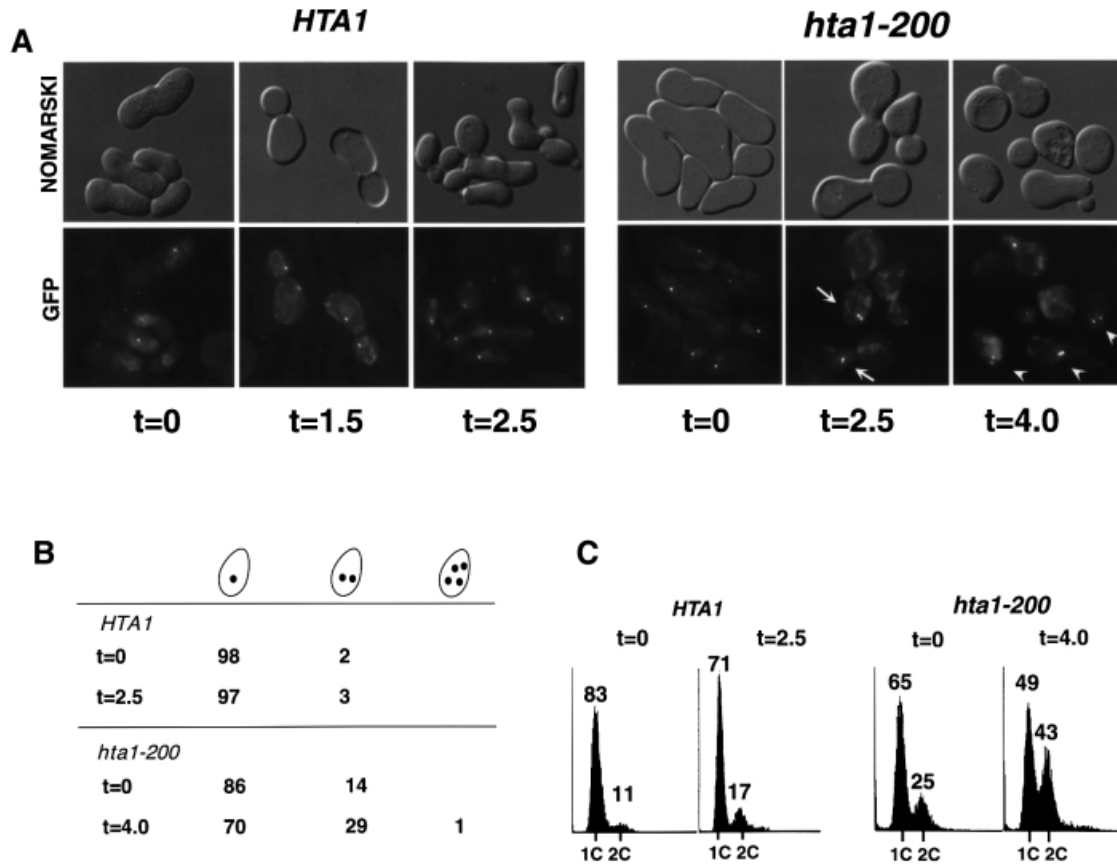 A
HTA1
hta1-200
NOMARSKI
GFP
t=0 t=1.5 t=2.5 t=0 t=2.5 t=4.0
B
HTA1
t=0 98 2
t=2.5 97 3
hta1-200
t=0 86 14
t=4.0 70 29 1
C
HTA1 hta1-200
t=0 t=2.5 t=0 t=4.0
83 11 71 17 65 25 49 43
1C 2C 1C 2C 1C 2C 1C 2C